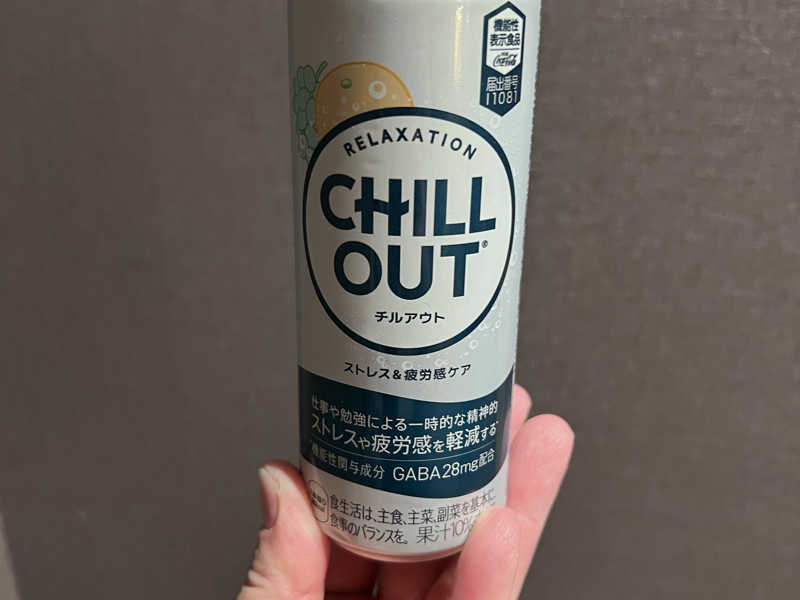 機能性
表示食品
届出番号
I1081
RELAXATION
CHILL
OUT®
チルアウト
ストレス&疲労感ケア
仕事や勉強による一時的な精神的
ストレスや疲労感を軽減する
機能性関与成分 GABA28mg配合
食生活は、主食、主菜、副菜を基本に、
食事のバランスを。 果汁10%